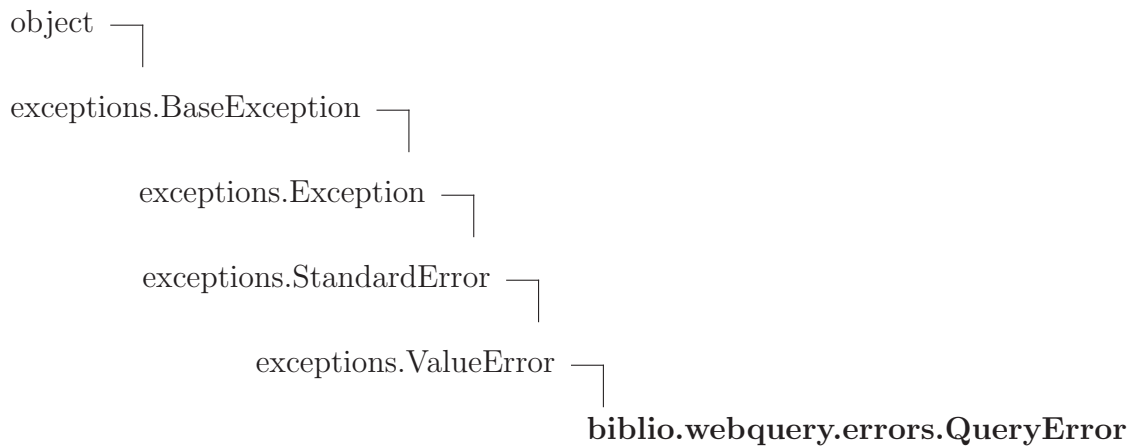 object
exceptions.BaseException
exceptions.Exception
exceptions.StandardError
exceptions.ValueError
biblio.webquery.errors.QueryError